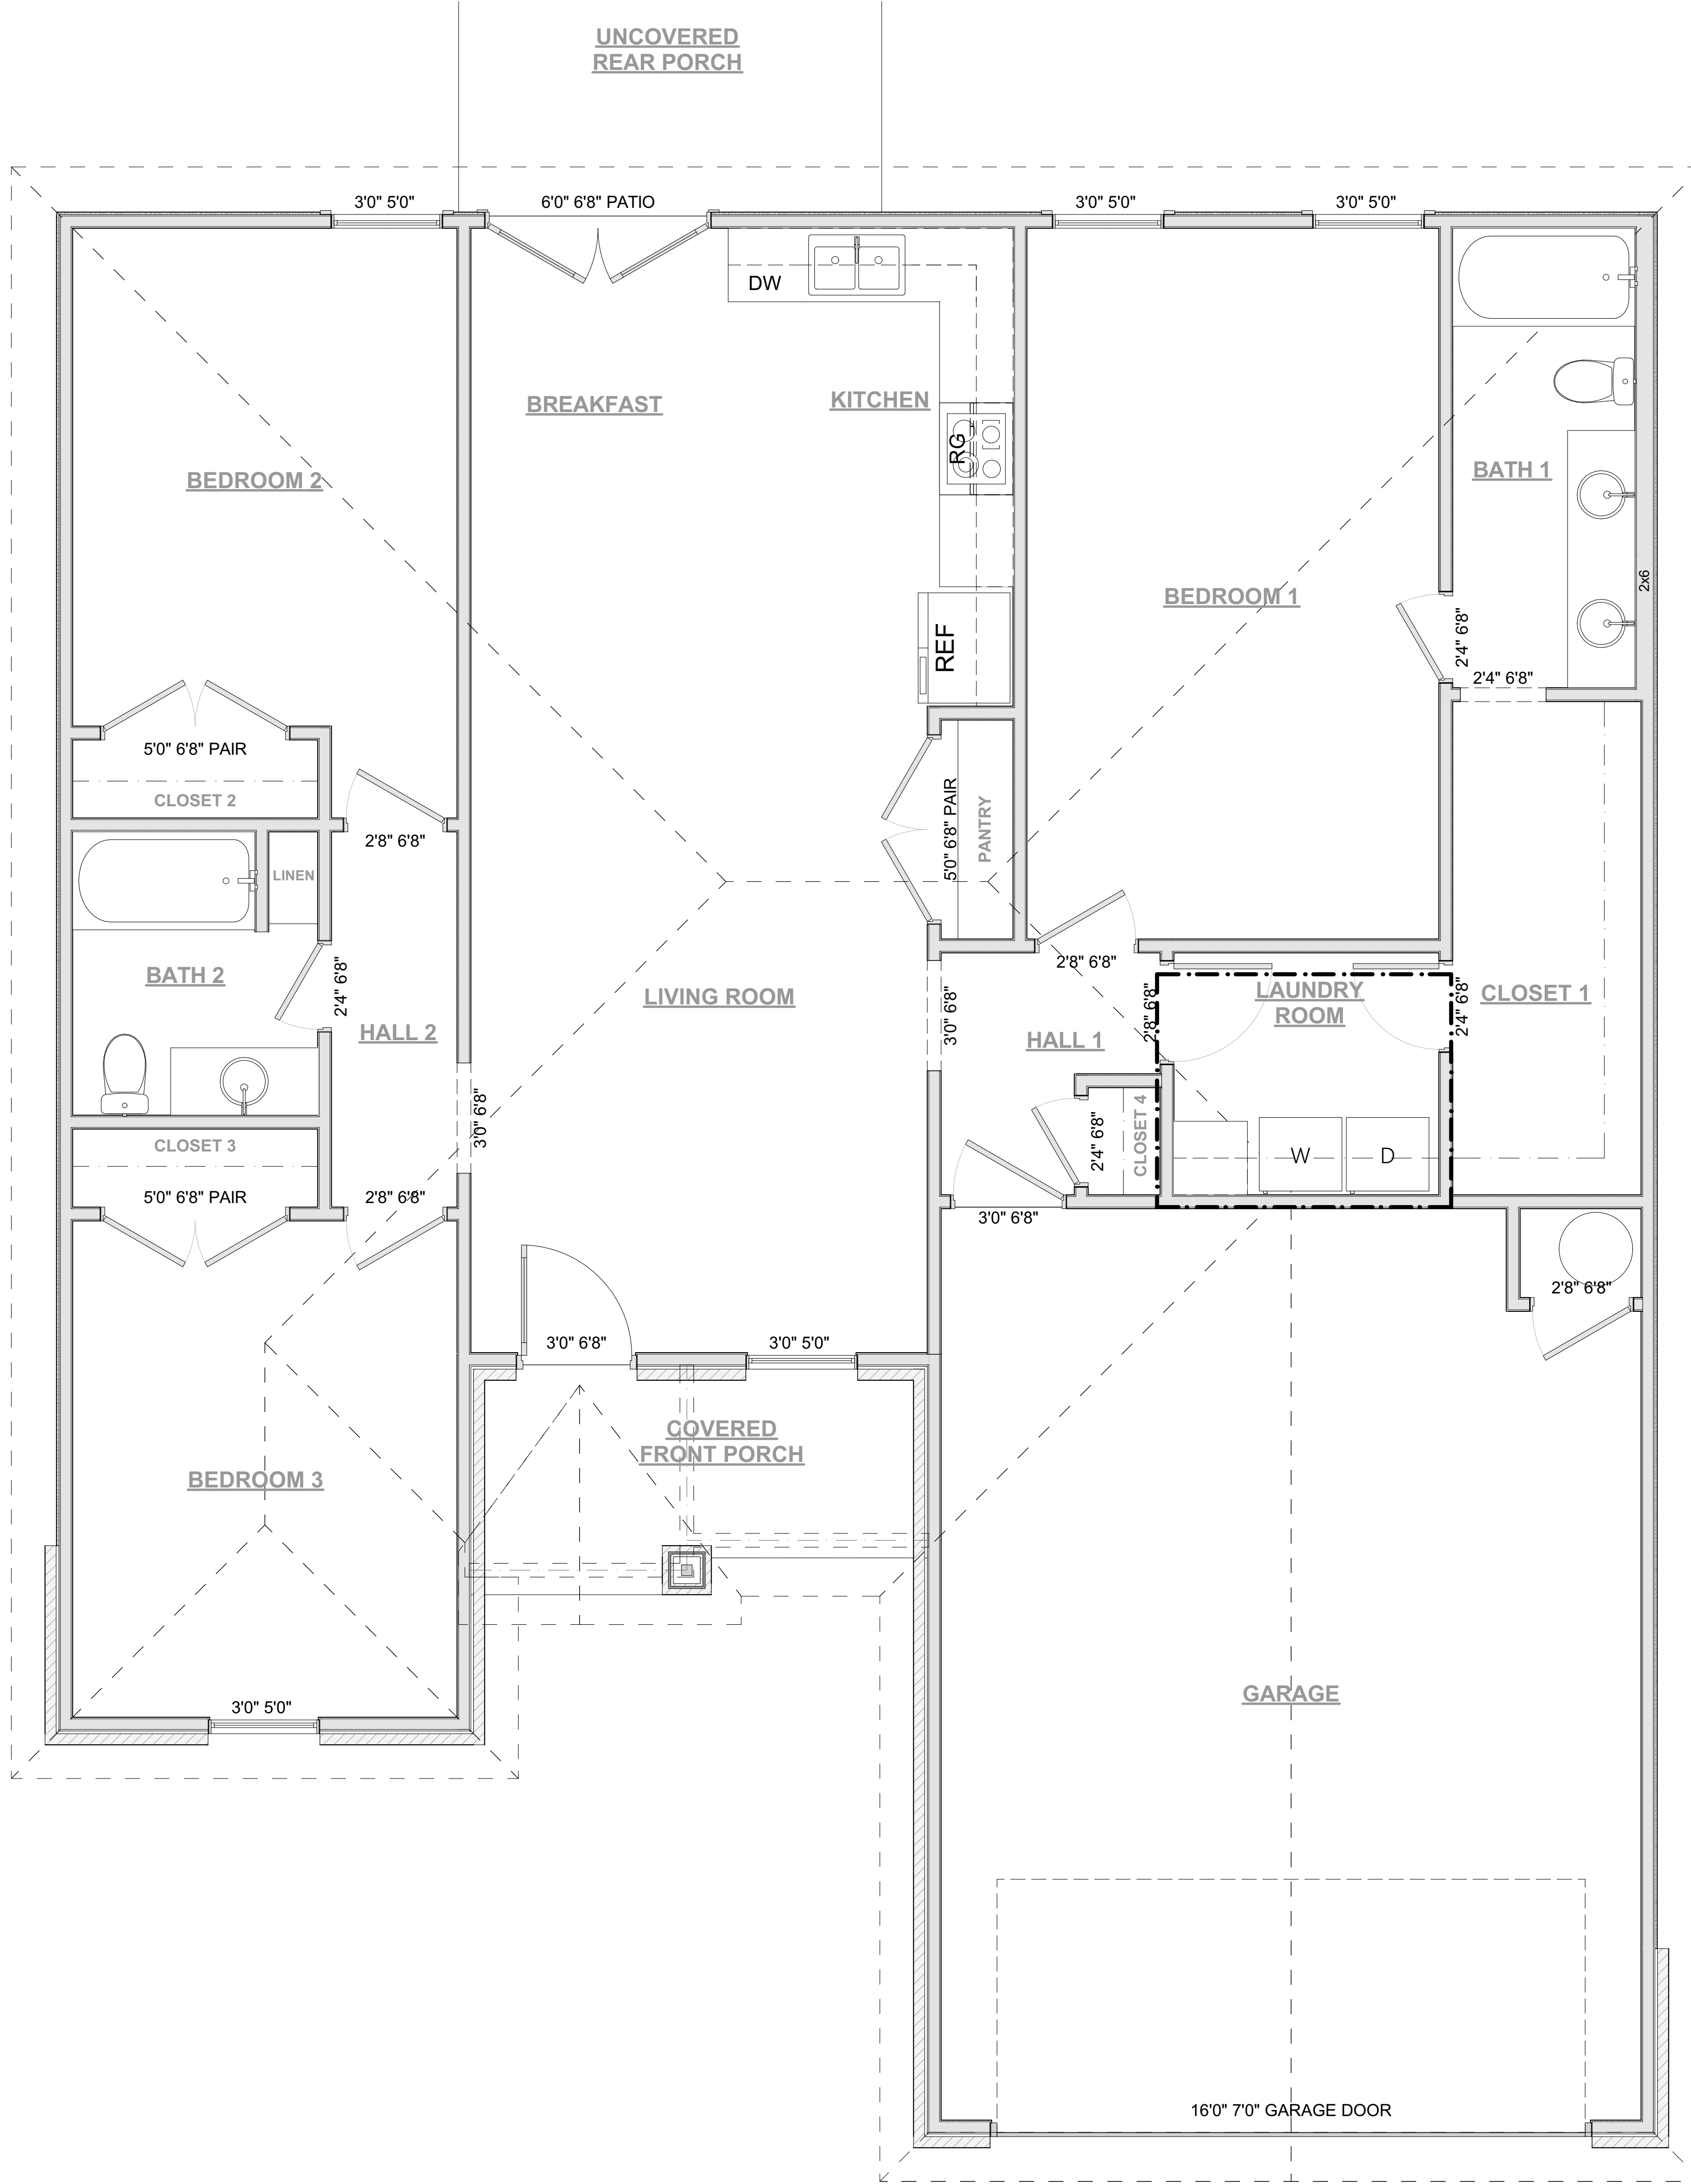 UNCOVERED
REAR PORCH
3'0" 5'0"
6'0" 6'8" PATIO
3'0" 5'0"
3'0" 5'0"
DW
BREAKFAST
KITCHEN
RG
BATH 1
BEDROOM 2
2x6
BEDROOM 1
REF
2'4" 6'8"
2'4" 6'8"
5'0" 6'8" PAIR
CLOSET 2
5'0" 6'8" PAIR
PANTRY
2'8" 6'8"
LINEN
BATH 2
2'4" 6'8"
HALL 2
LIVING ROOM
2'8" 6'8"
3'0" 6'8"
HALL 1
2'8" 6'8"
LAUNDRY
ROOM
2'4" 6'8"
CLOSET 1
3'0" 6'8"
CLOSET 3
2'4" 6'8"
CLOSET 4
W
D
5'0" 6'8" PAIR
2'8" 6'8"
3'0" 6'8"
2'8" 6'8"
3'0" 6'8"
3'0" 5'0"
COVERED
FRONT PORCH
BEDROOM 3
GARAGE
3'0" 5'0"
16'0" 7'0" GARAGE DOOR